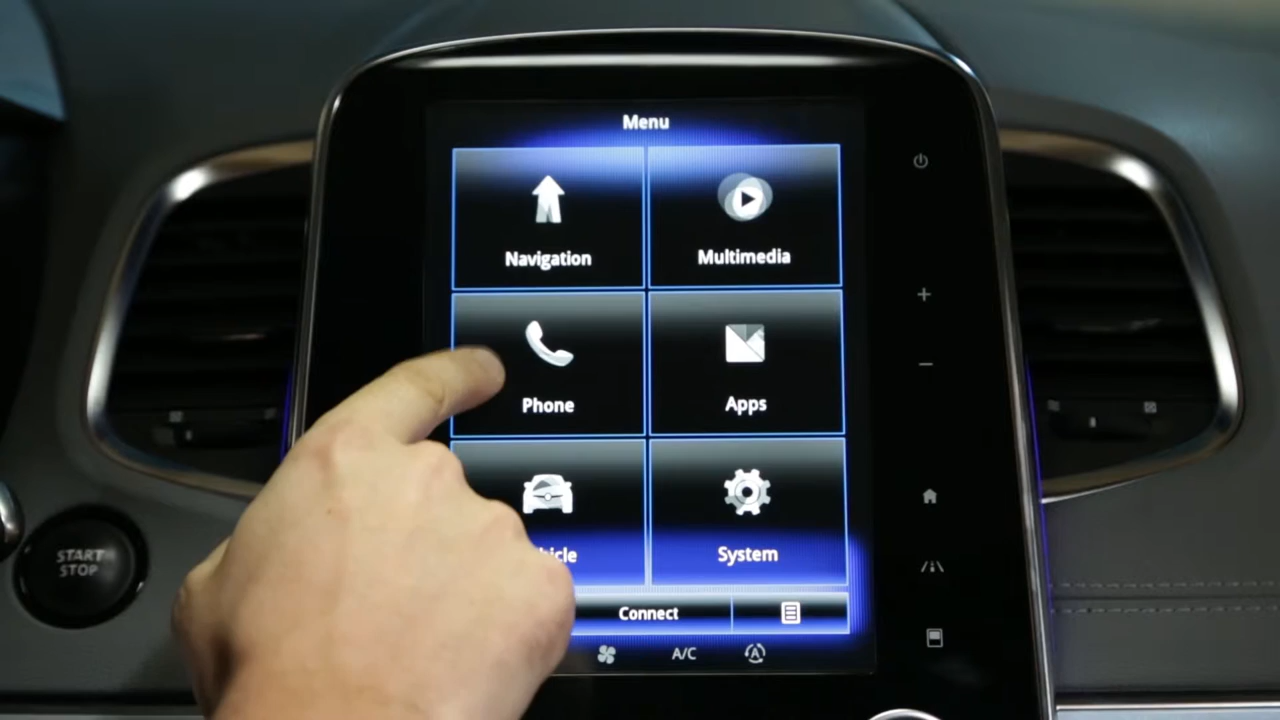 Menu
Navigation
Multimedia
Phone
Apps
System
Connect
A/C
START
STOP